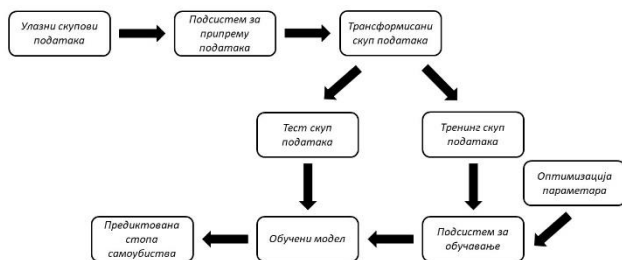 Улазни скупови
података
Подсистем за
припрему
података
Трансформисани
скуп података
Тест скуп
података
Тренинг скуп
података
Оптимизација
параметара
Предиктована
стопа
самоубиства
Обучени модел
Подсистем за
обучавање